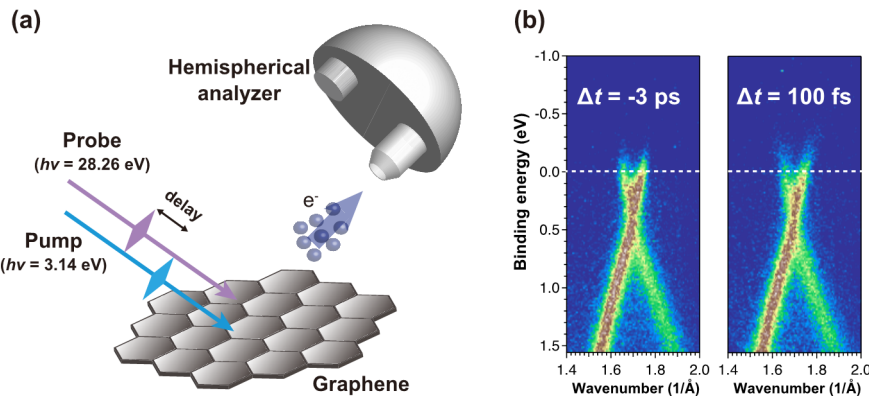 (a)
Hemispherical
analyzer
Probe
(hν = 28.26 eV)
delay
Pump
(hν = 3.14 eV)
e-
Graphene
(b)
Binding energy (eV)
-1.0
-0.5
0.0
0.5
1.0
1.5
Δt = -3 ps
1.4 1.6 1.8 2.0
Wavenumber (1/Å)
Δt = 100 fs
1.4 1.6 1.8 2.0
Wavenumber (1/Å)